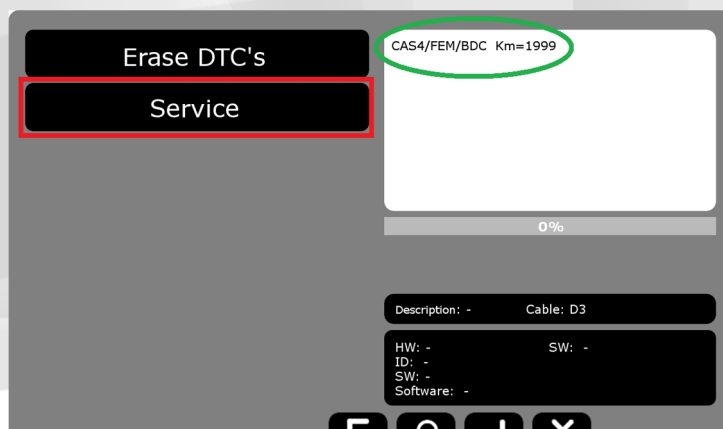 Erase DTC's
Service
CAS4/FEM/BDC Km=1999
0%
Description: - Cable: D3
HW: - SW: -
ID: -
SW: -
Software: -